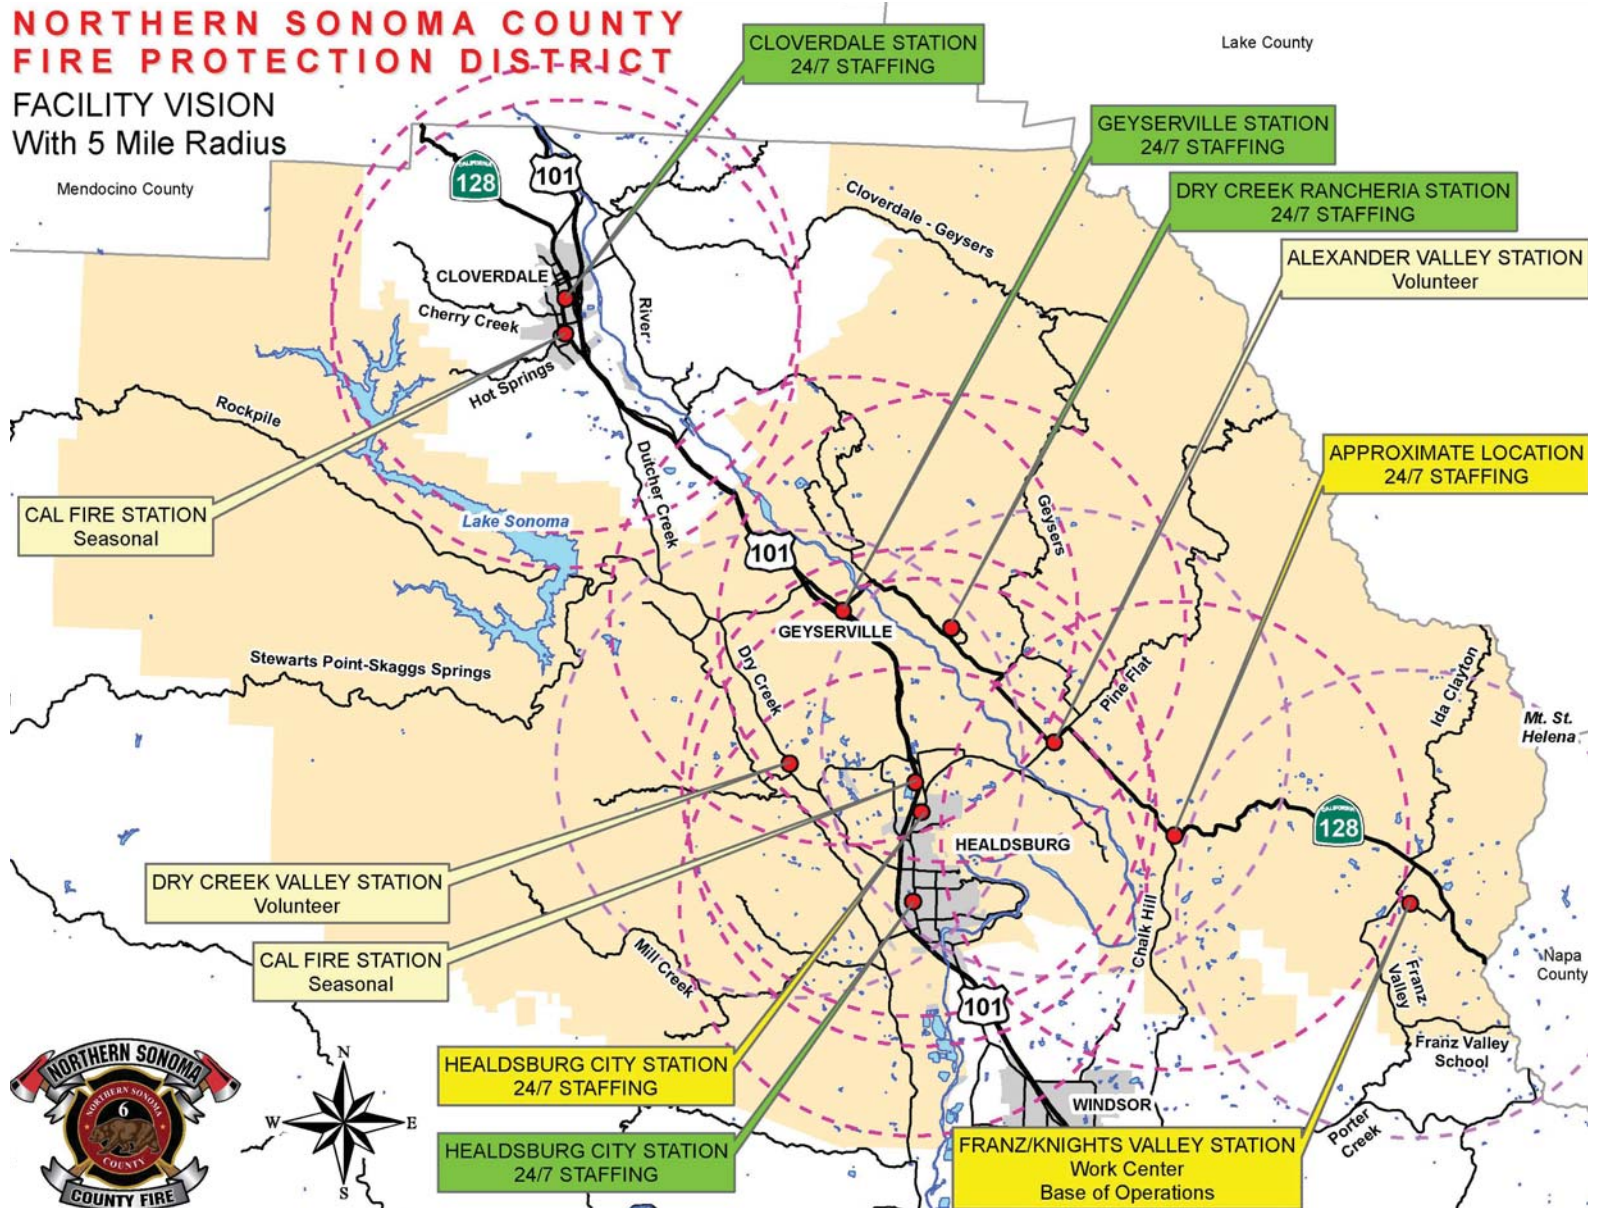 NORTHERN SONOMA COUNTY
FIRE PROTECTION DISTRICT
FACILITY VISION
With 5 Mile Radius
Mendocino County
Lake County
CLOVERDALE STATION
24/7 STAFFING
GEYSERVILLE STATION
24/7 STAFFING
DRY CREEK RANCHERIA STATION
24/7 STAFFING
ALEXANDER VALLEY STATION
Volunteer
APPROXIMATE LOCATION
24/7 STAFFING
CALIFORNIA
128
101
Cloverdale - Geysers
CLOVERDALE
Cherry Creek
River
Hot Springs
Rockpile
Dutcher Creek
CAL FIRE STATION
Seasonal
Lake Sonoma
Geysers
101
GEYSERVILLE
Stewarts Point-Skaggs Springs
Dry Creek
Pine Flat
Ida Clayton
Mt. St.
Helena
CALIFORNIA
128
HEALDSBURG
DRY CREEK VALLEY STATION
Volunteer
CAL FIRE STATION
Seasonal
Mill Creek
Chalk Hill
Franz
Valley
Napa
County
101
Franz Valley
School
HEALDSBURG CITY STATION
24/7 STAFFING
WINDSOR
Porter
Creek
HEALDSBURG CITY STATION
24/7 STAFFING
FRANZ/KNIGHTS VALLEY STATION
Work Center
Base of Operations
NORTHERN SONOMA
NORTHERN SONOMA
6
COUNTY
COUNTY FIRE
N
W
E
S